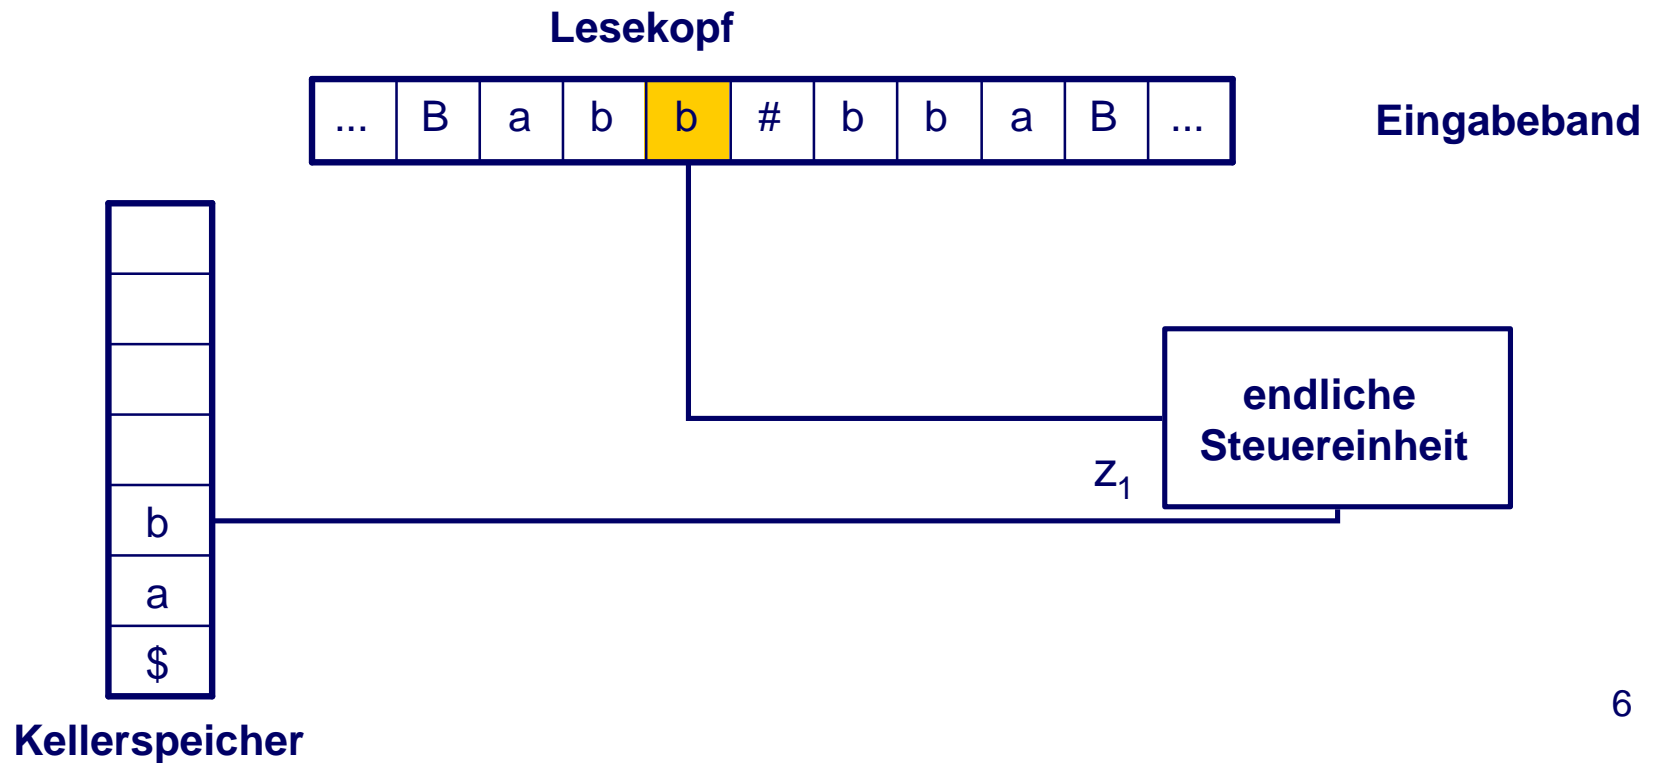 Lesekopf
... B a b b # b b a B ...
Eingabeband
endliche
Steuereinheit
z₁
b
a
$
Kellerspeicher
6